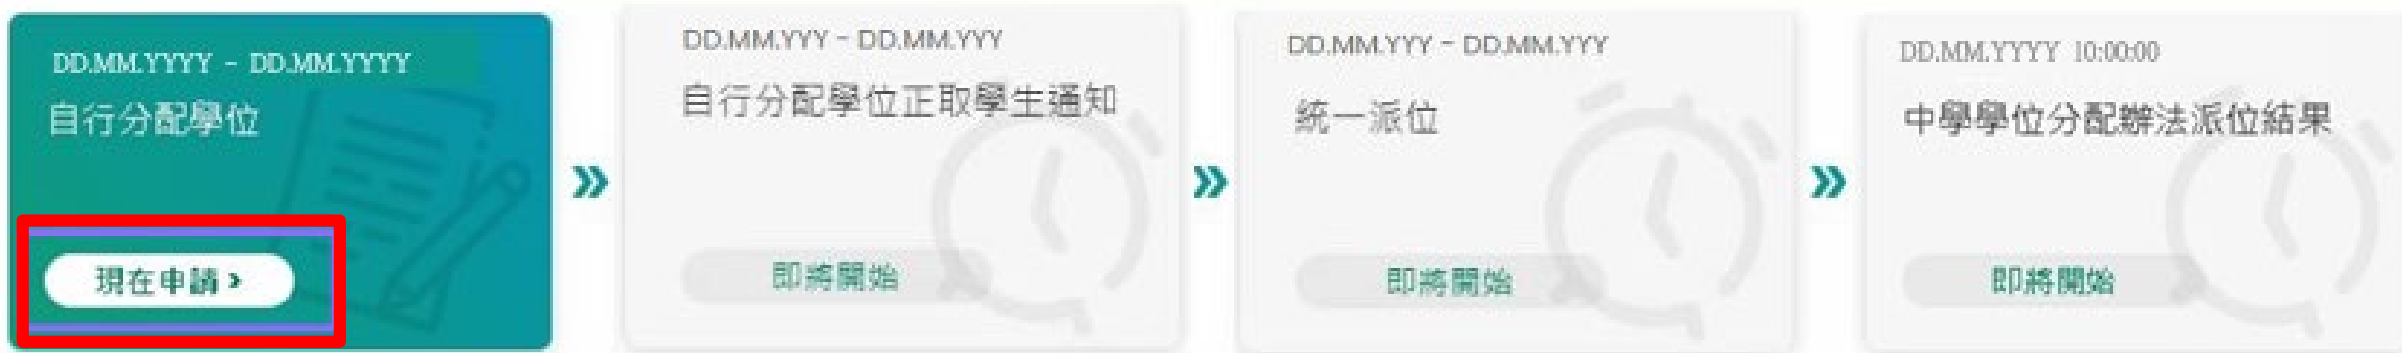 DD.MM.YYYY - DD.MM.YYYY
自行分配學位
現在申請 >
DD.MM.YYY - DD.MM.YYY
自行分配學位正取學生通知
即將開始
DD.MM.YYY - DD.MM.YYY
統一派位
即將開始
DD.MM.YYYY 10:00:00
中學學位分配辦法派位結果
即將開始